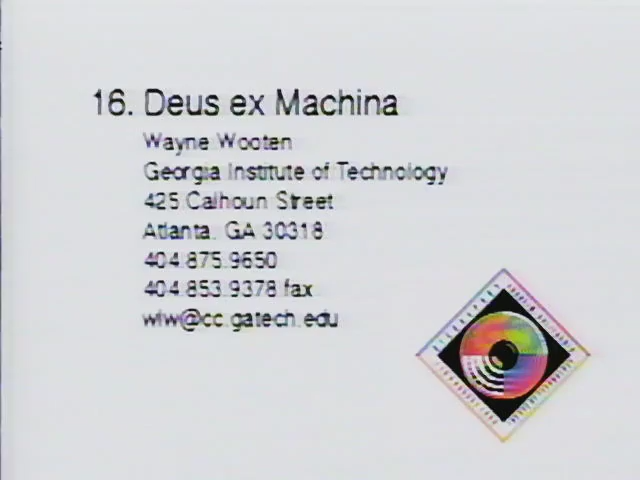 16. Deus ex Machina
Wayne Wooten
Georgia Institute of Technology
425 Calhoun Street
Atlanta, GA 30318
404.875.9650
404.853.9378 fax
wlw@cc.gatech.edu